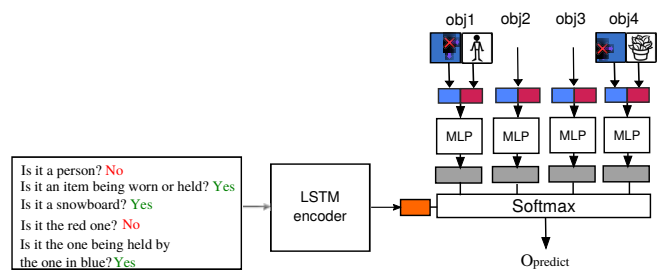 obj1 obj2 obj3 obj4
MLP MLP MLP MLP
Is it a person? No
Is it an item being worn or held? Yes
Is it a snowboard? Yes
Is it the red one? No
Is it the one being held by
the one in blue? Yes
LSTM
encoder
Softmax
Opredict